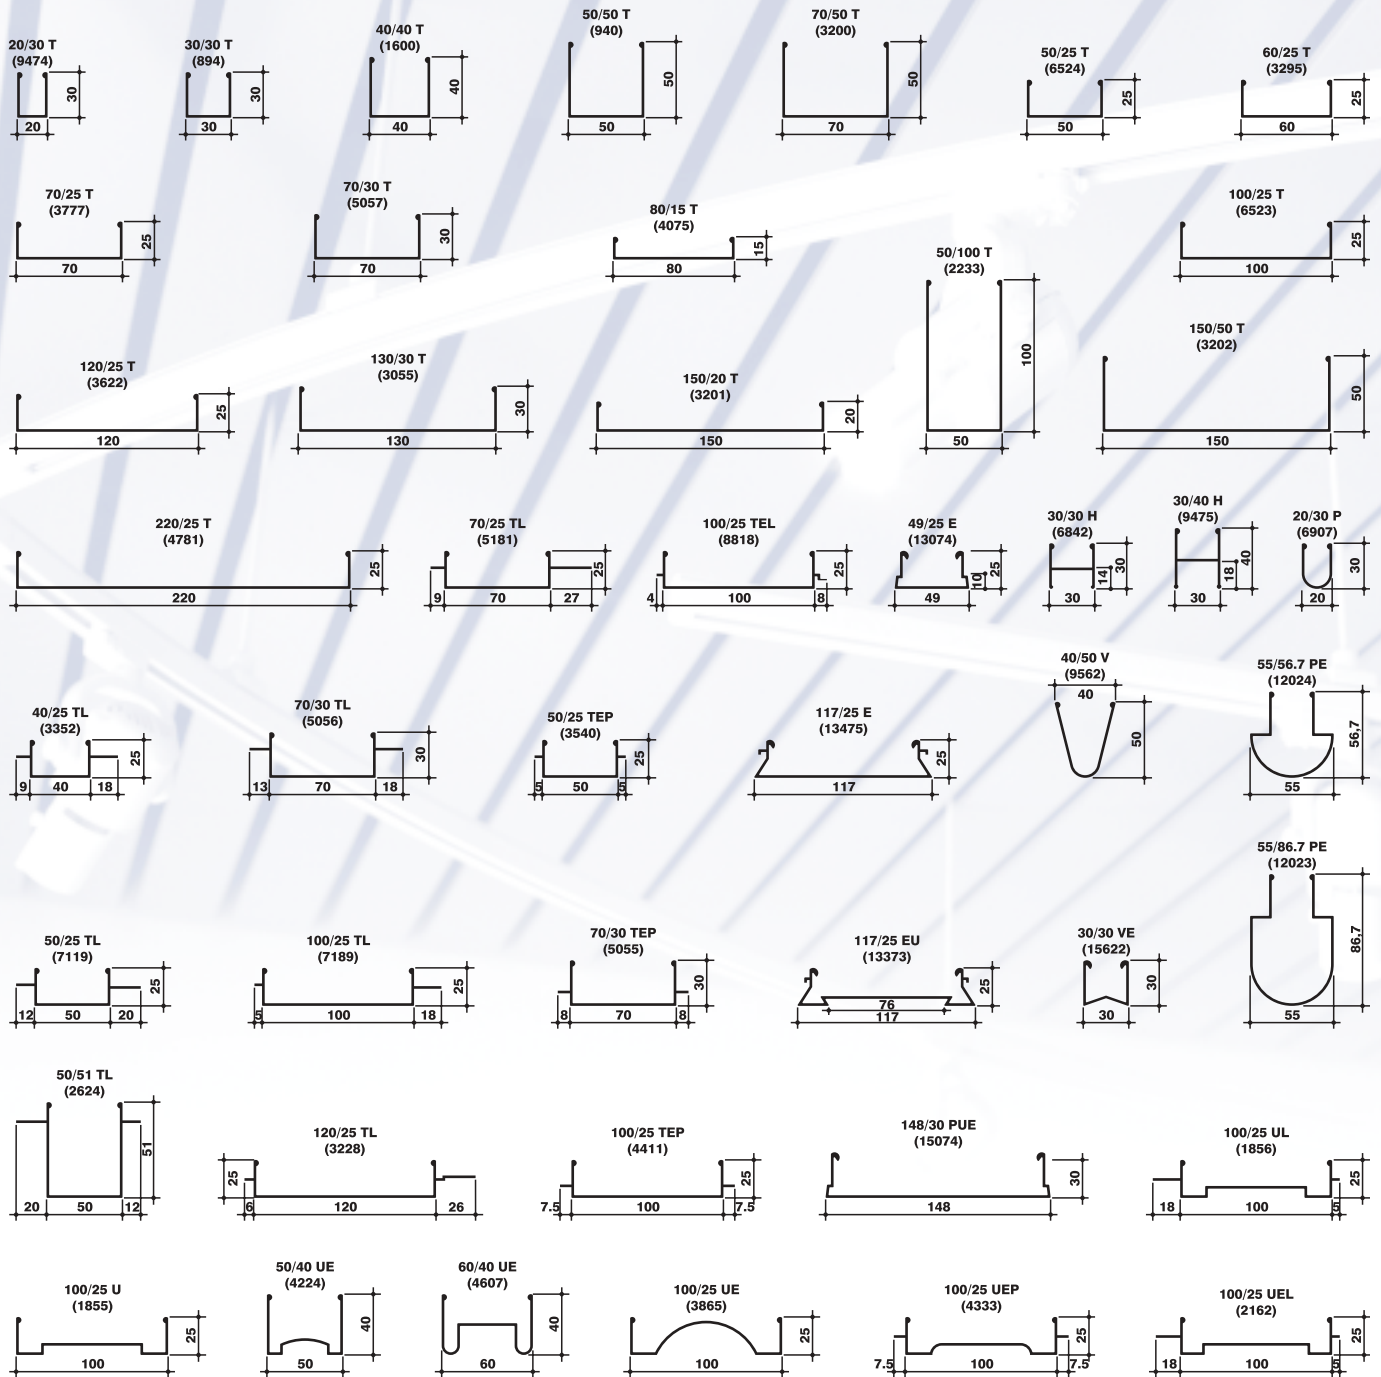 20/30 T
(9474)
30
20
30/30 T
(894)
30
30
40/40 T
(1600)
40
40
50/50 T
(940)
50
50
70/50 T
(3200)
50
70
50/25 T
(6524)
25
50
60/25 T
(3295)
25
60
70/25 T
(3777)
25
70
70/30 T
(5057)
30
70
80/15 T
(4075)
15
80
50/100 T
(2233)
100
50
100/25 T
(6523)
25
100
120/25 T
(3622)
25
120
130/30 T
(3055)
30
130
150/20 T
(3201)
20
150
150/50 T
(3202)
50
150
220/25 T
(4781)
25
220
70/25 TL
(5181)
25
9 70 27
100/25 TEL
(8818)
25
4 100 8
49/25 E
(13074)
10 25
49
30/30 H
(6842)
14 30
30
30/40 H
(9475)
18 40
30
20/30 P
(6907)
30
20
40/25 TL
(3352)
25
9 40 18
70/30 TL
(5056)
30
13 70 18
50/25 TEP
(3540)
25
5 50 5
117/25 E
(13475)
25
117
40/50 V
(9562)
40
50
55/56.7 PE
(12024)
56,7
55
50/25 TL
(7119)
25
12 50 20
100/25 TL
(7189)
25
5 100 18
70/30 TEP
(5055)
30
8 70 8
117/25 EU
(13373)
25
76
117
30/30 VE
(15622)
30
30
55/86.7 PE
(12023)
86,7
55
50/51 TL
(2624)
51
20 50 12
120/25 TL
(3228)
25
6 120 26
100/25 TEP
(4411)
25
7.5 100 7.5
148/30 PUE
(15074)
30
148
100/25 UL
(1856)
25
18 100 5
100/25 U
(1855)
25
100
50/40 UE
(4224)
40
50
60/40 UE
(4607)
40
60
100/25 UE
(3865)
25
100
100/25 UEP
(4333)
25
7.5 100 7.5
100/25 UEL
(2162)
25
18 100 5